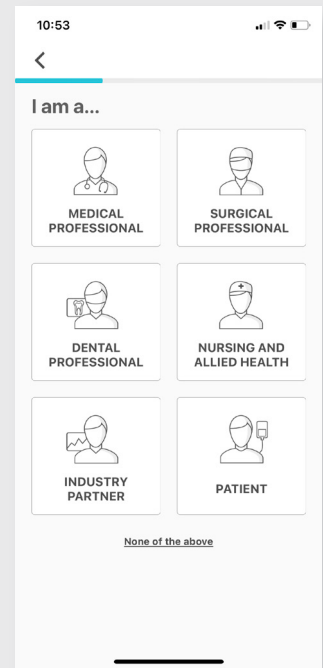 10:53
I am a...
MEDICAL
PROFESSIONAL
SURGICAL
PROFESSIONAL
DENTAL
PROFESSIONAL
NURSING AND
ALLIED HEALTH
INDUSTRY
PARTNER
PATIENT
None of the above